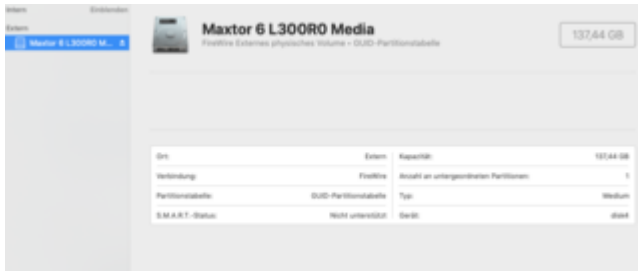 Intern Einblenden
Extern
Maxtor 6 L300R0 M...
Maxtor 6 L300R0 Media
FireWire Externes physisches Volume • GUID-Partitionstabelle
137,44 GB
Ort: Extern
Kapazität: 137,44 GB
Verbindung: FireWire
Anzahl an untergeordneten Partitionen: 1
Partitionstabelle: GUID-Partitionstabelle
Typ: Medium
S.M.A.R.T.-Status: Nicht unterstützt
Gerät: disk4